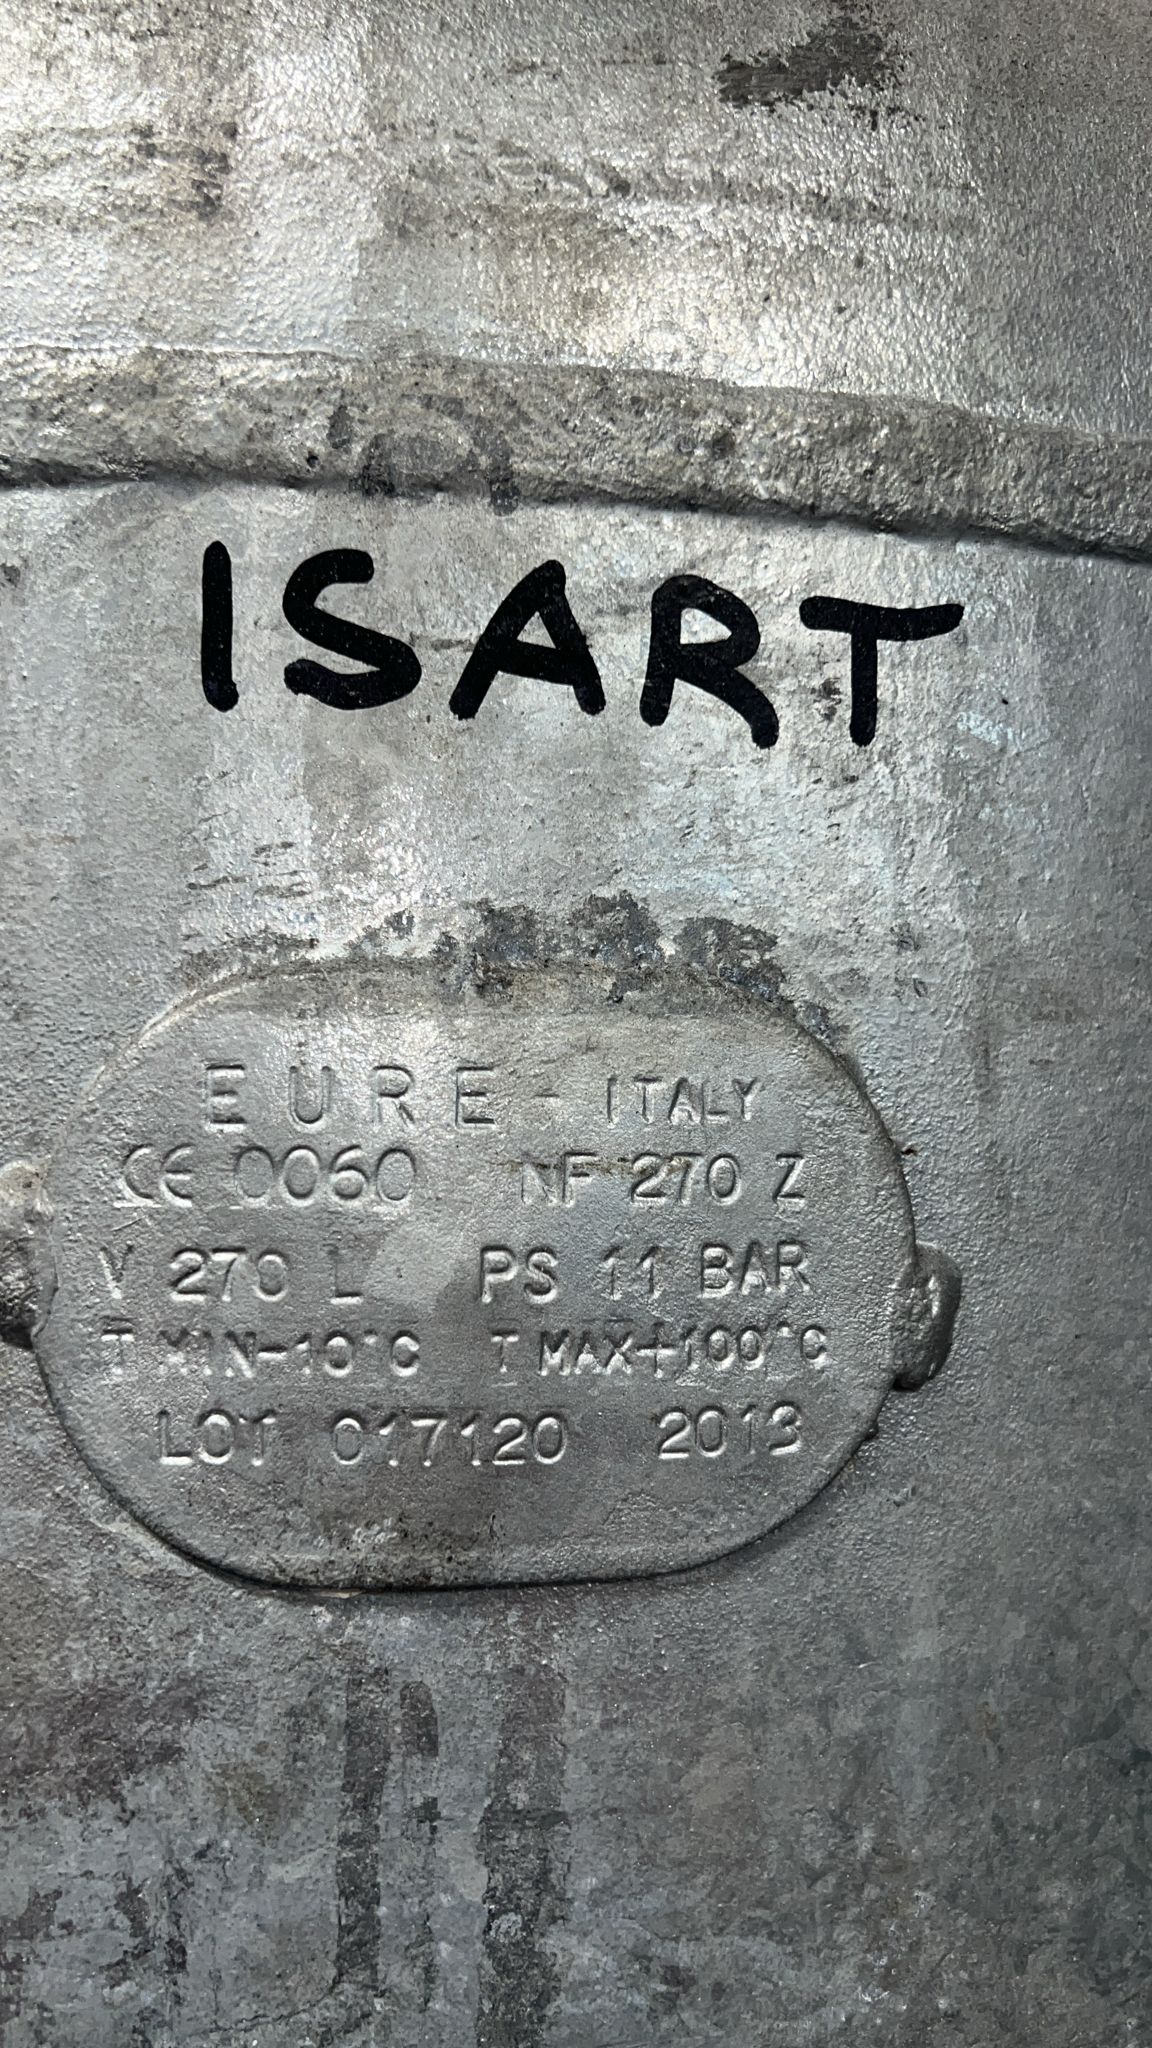 ISART
EURE - ITALY
CE 0060 NF 270 Z
V 270 L PS 11 BAR
T MIN-10°C T MAX+100°C
LOT 017120 2013